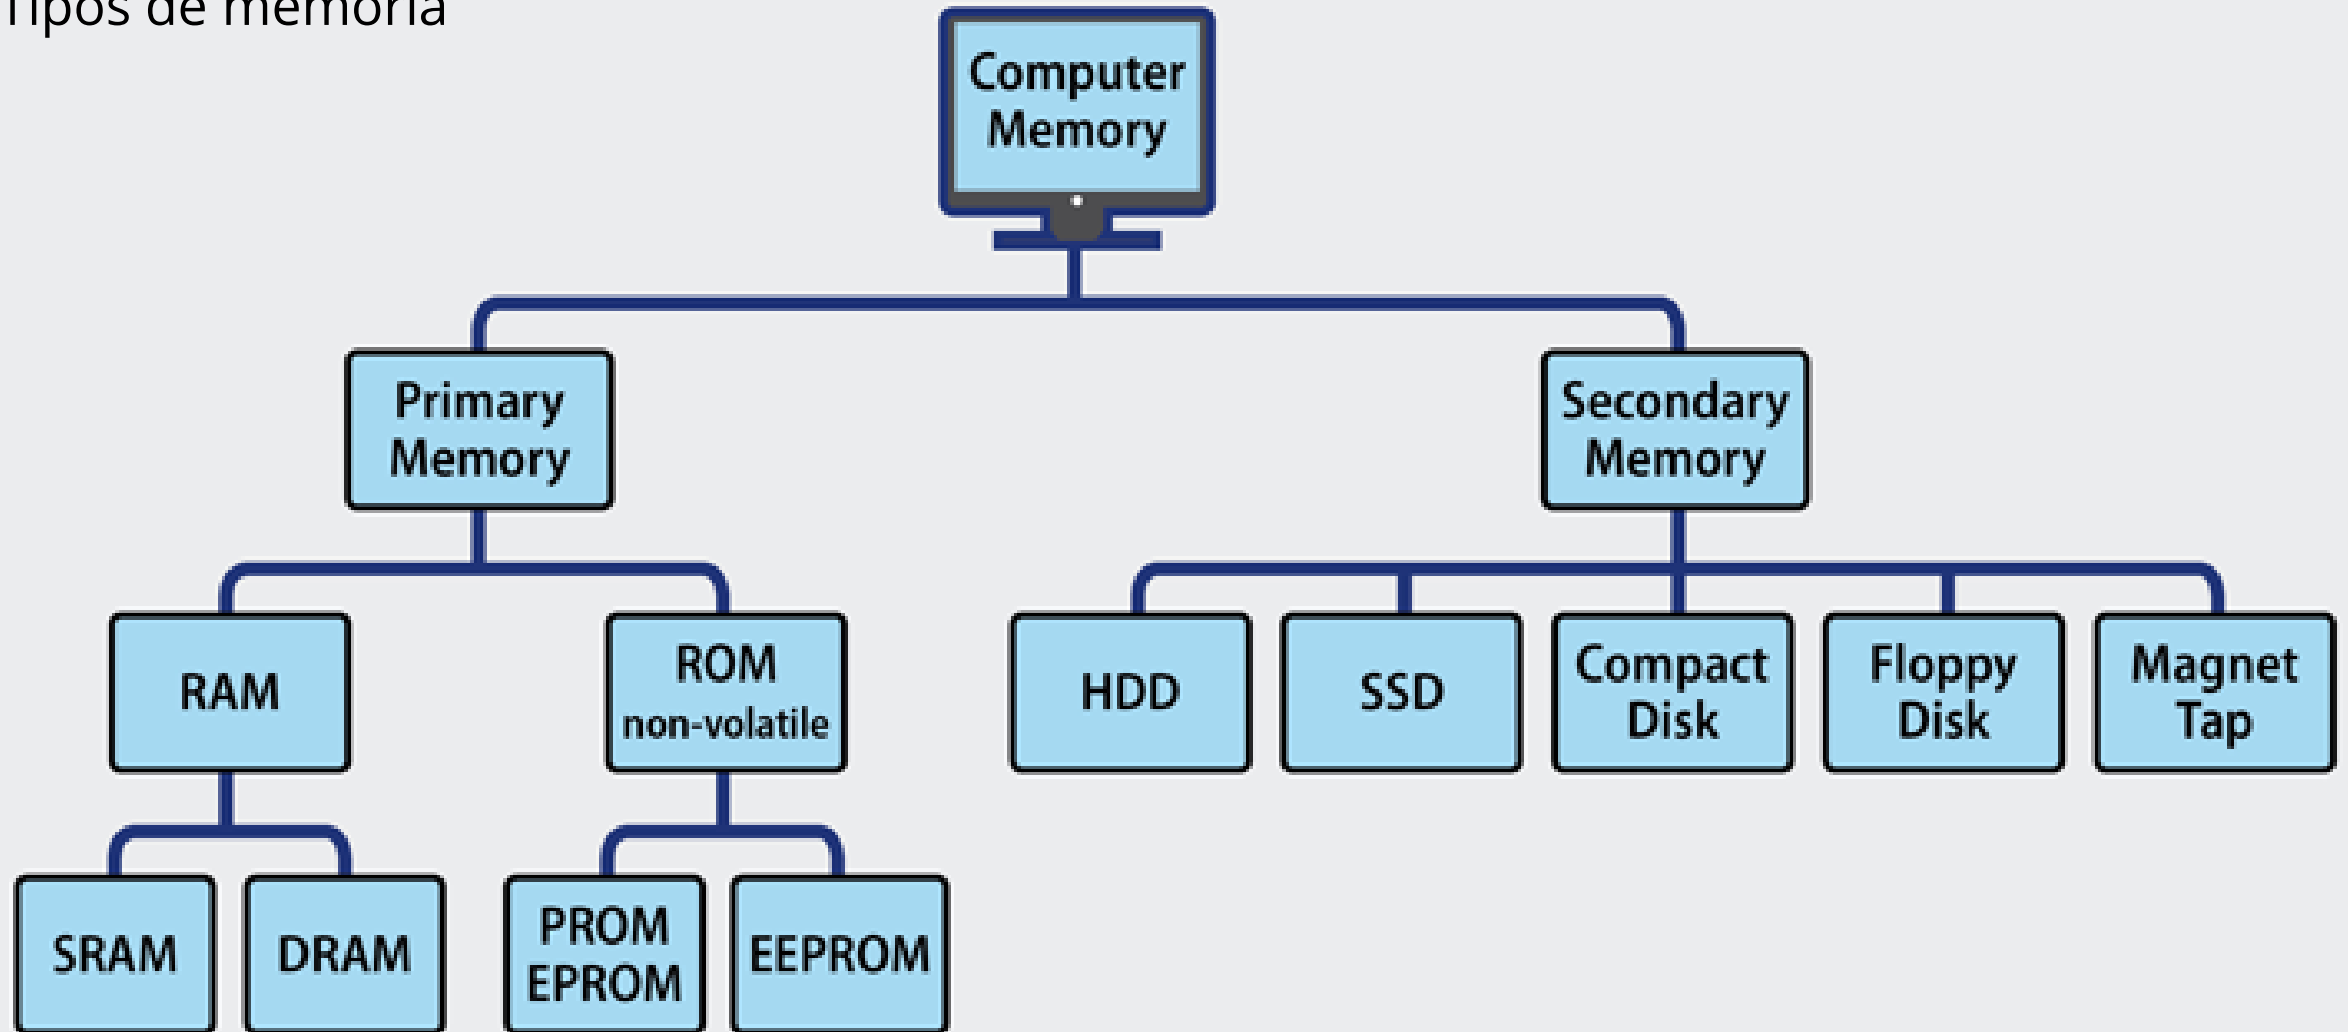 Tipos de memoria
Computer
Memory
Primary
Memory
Secondary
Memory
RAM
ROM
non-volatile
HDD
SSD
Compact
Disk
Floppy
Disk
Magnet
Tap
SRAM
DRAM
PROM
EPROM
EEPROM